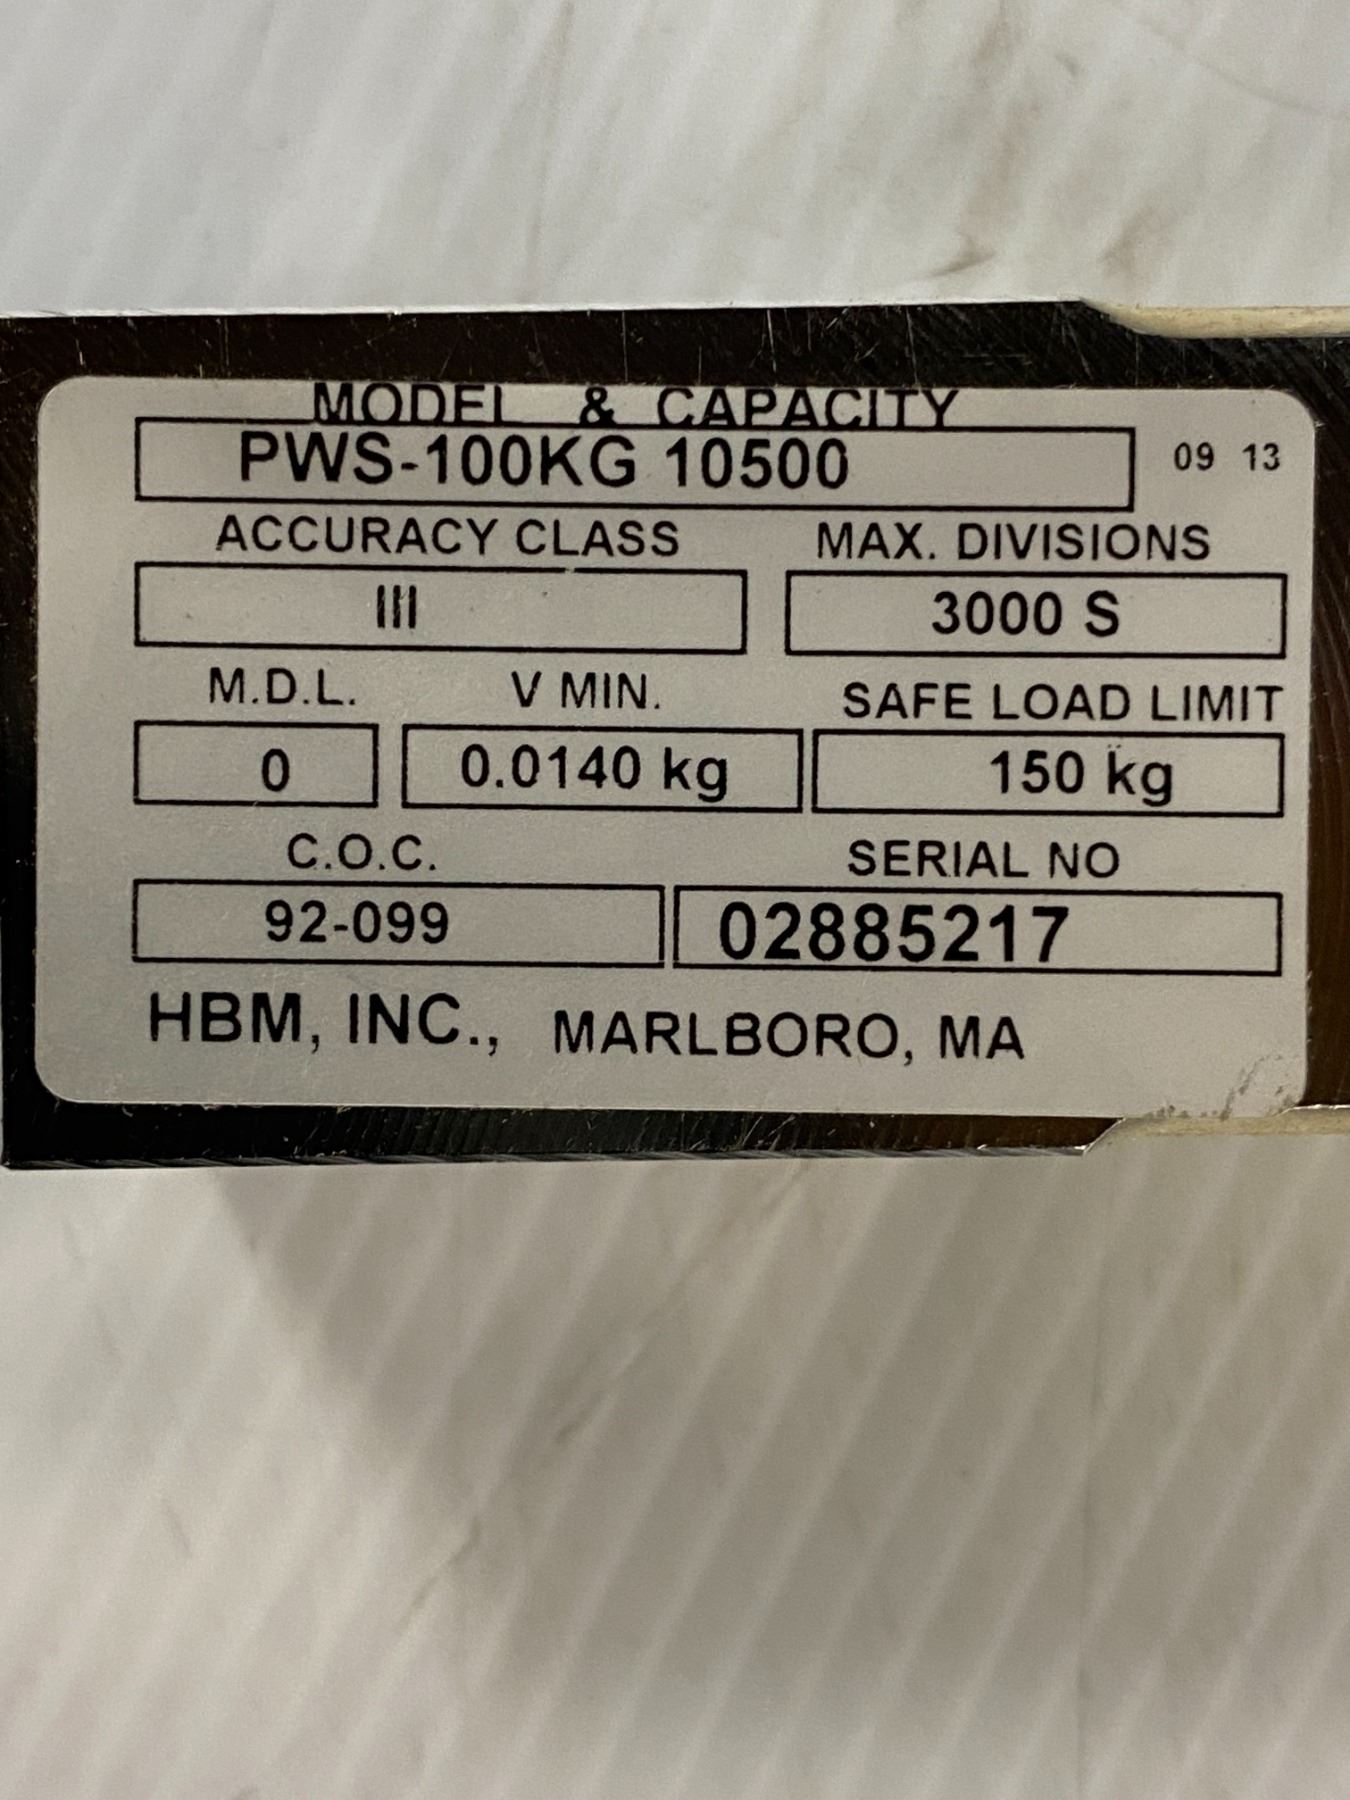 MODEL & CAPACITY
PWS-100KG 10500 09 13
ACCURACY CLASS MAX. DIVISIONS
III 3000 S
M.D.L. V MIN. SAFE LOAD LIMIT
0 0.0140 kg 150 kg
C.O.C. SERIAL NO
92-099 02885217
HBM, INC., MARLBORO, MA